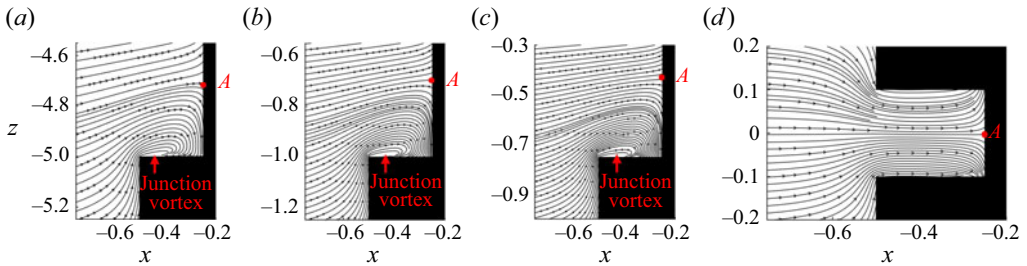 (a) (b) (c) (d)
−4.6 −0.6 −0.3 0.2
A A A
−4.8 −0.8 −0.5 0.1
z −0.7 0 A
−5.0 −1.0 −0.1
Junction vortex Junction vortex Junction vortex
−5.2 −1.2 −0.9 −0.2
−0.6 −0.4 −0.2 −0.6 −0.4 −0.2 −0.6 −0.4 −0.2 −0.6 −0.4 −0.2
x x x x